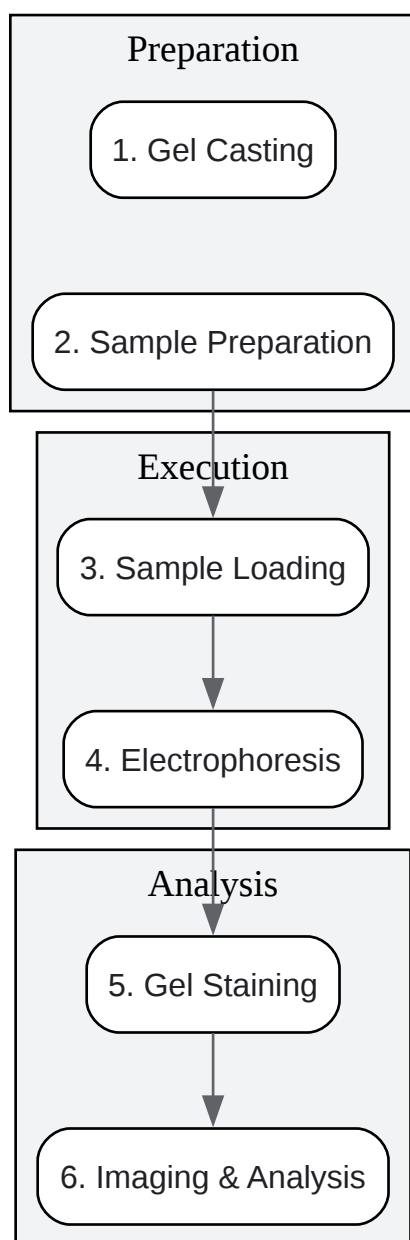 Preparation
1. Gel Casting
2. Sample Preparation
Execution
3. Sample Loading
4. Electrophoresis
Analysis
5. Gel Staining
6. Imaging & Analysis